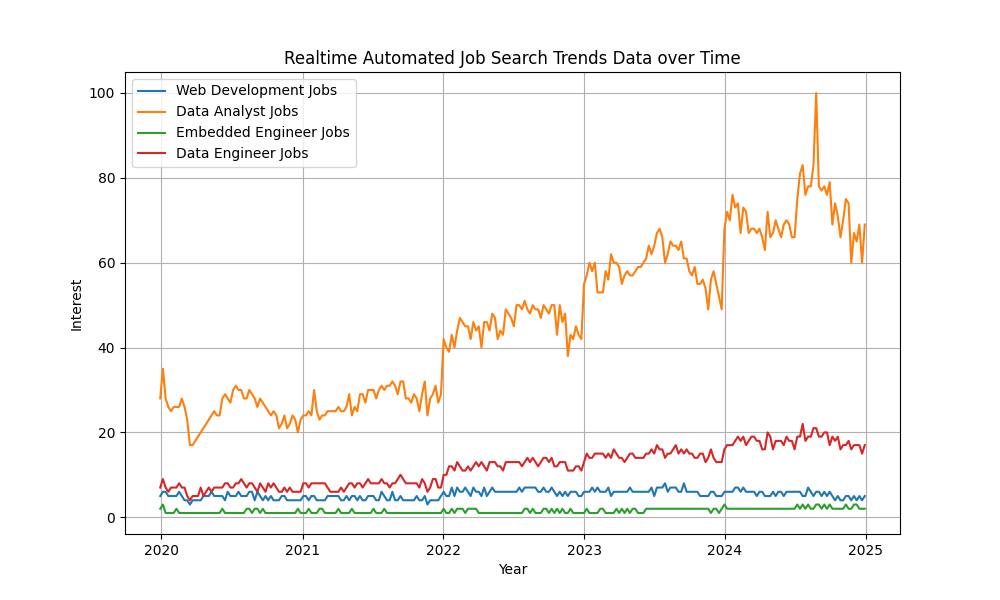 Realtime Automated Job Search Trends Data over Time
Web Development Jobs
Data Analyst Jobs
Embedded Engineer Jobs
Data Engineer Jobs
100
80
60
40
20
0
Interest
2020 2021 2022 2023 2024 2025
Year